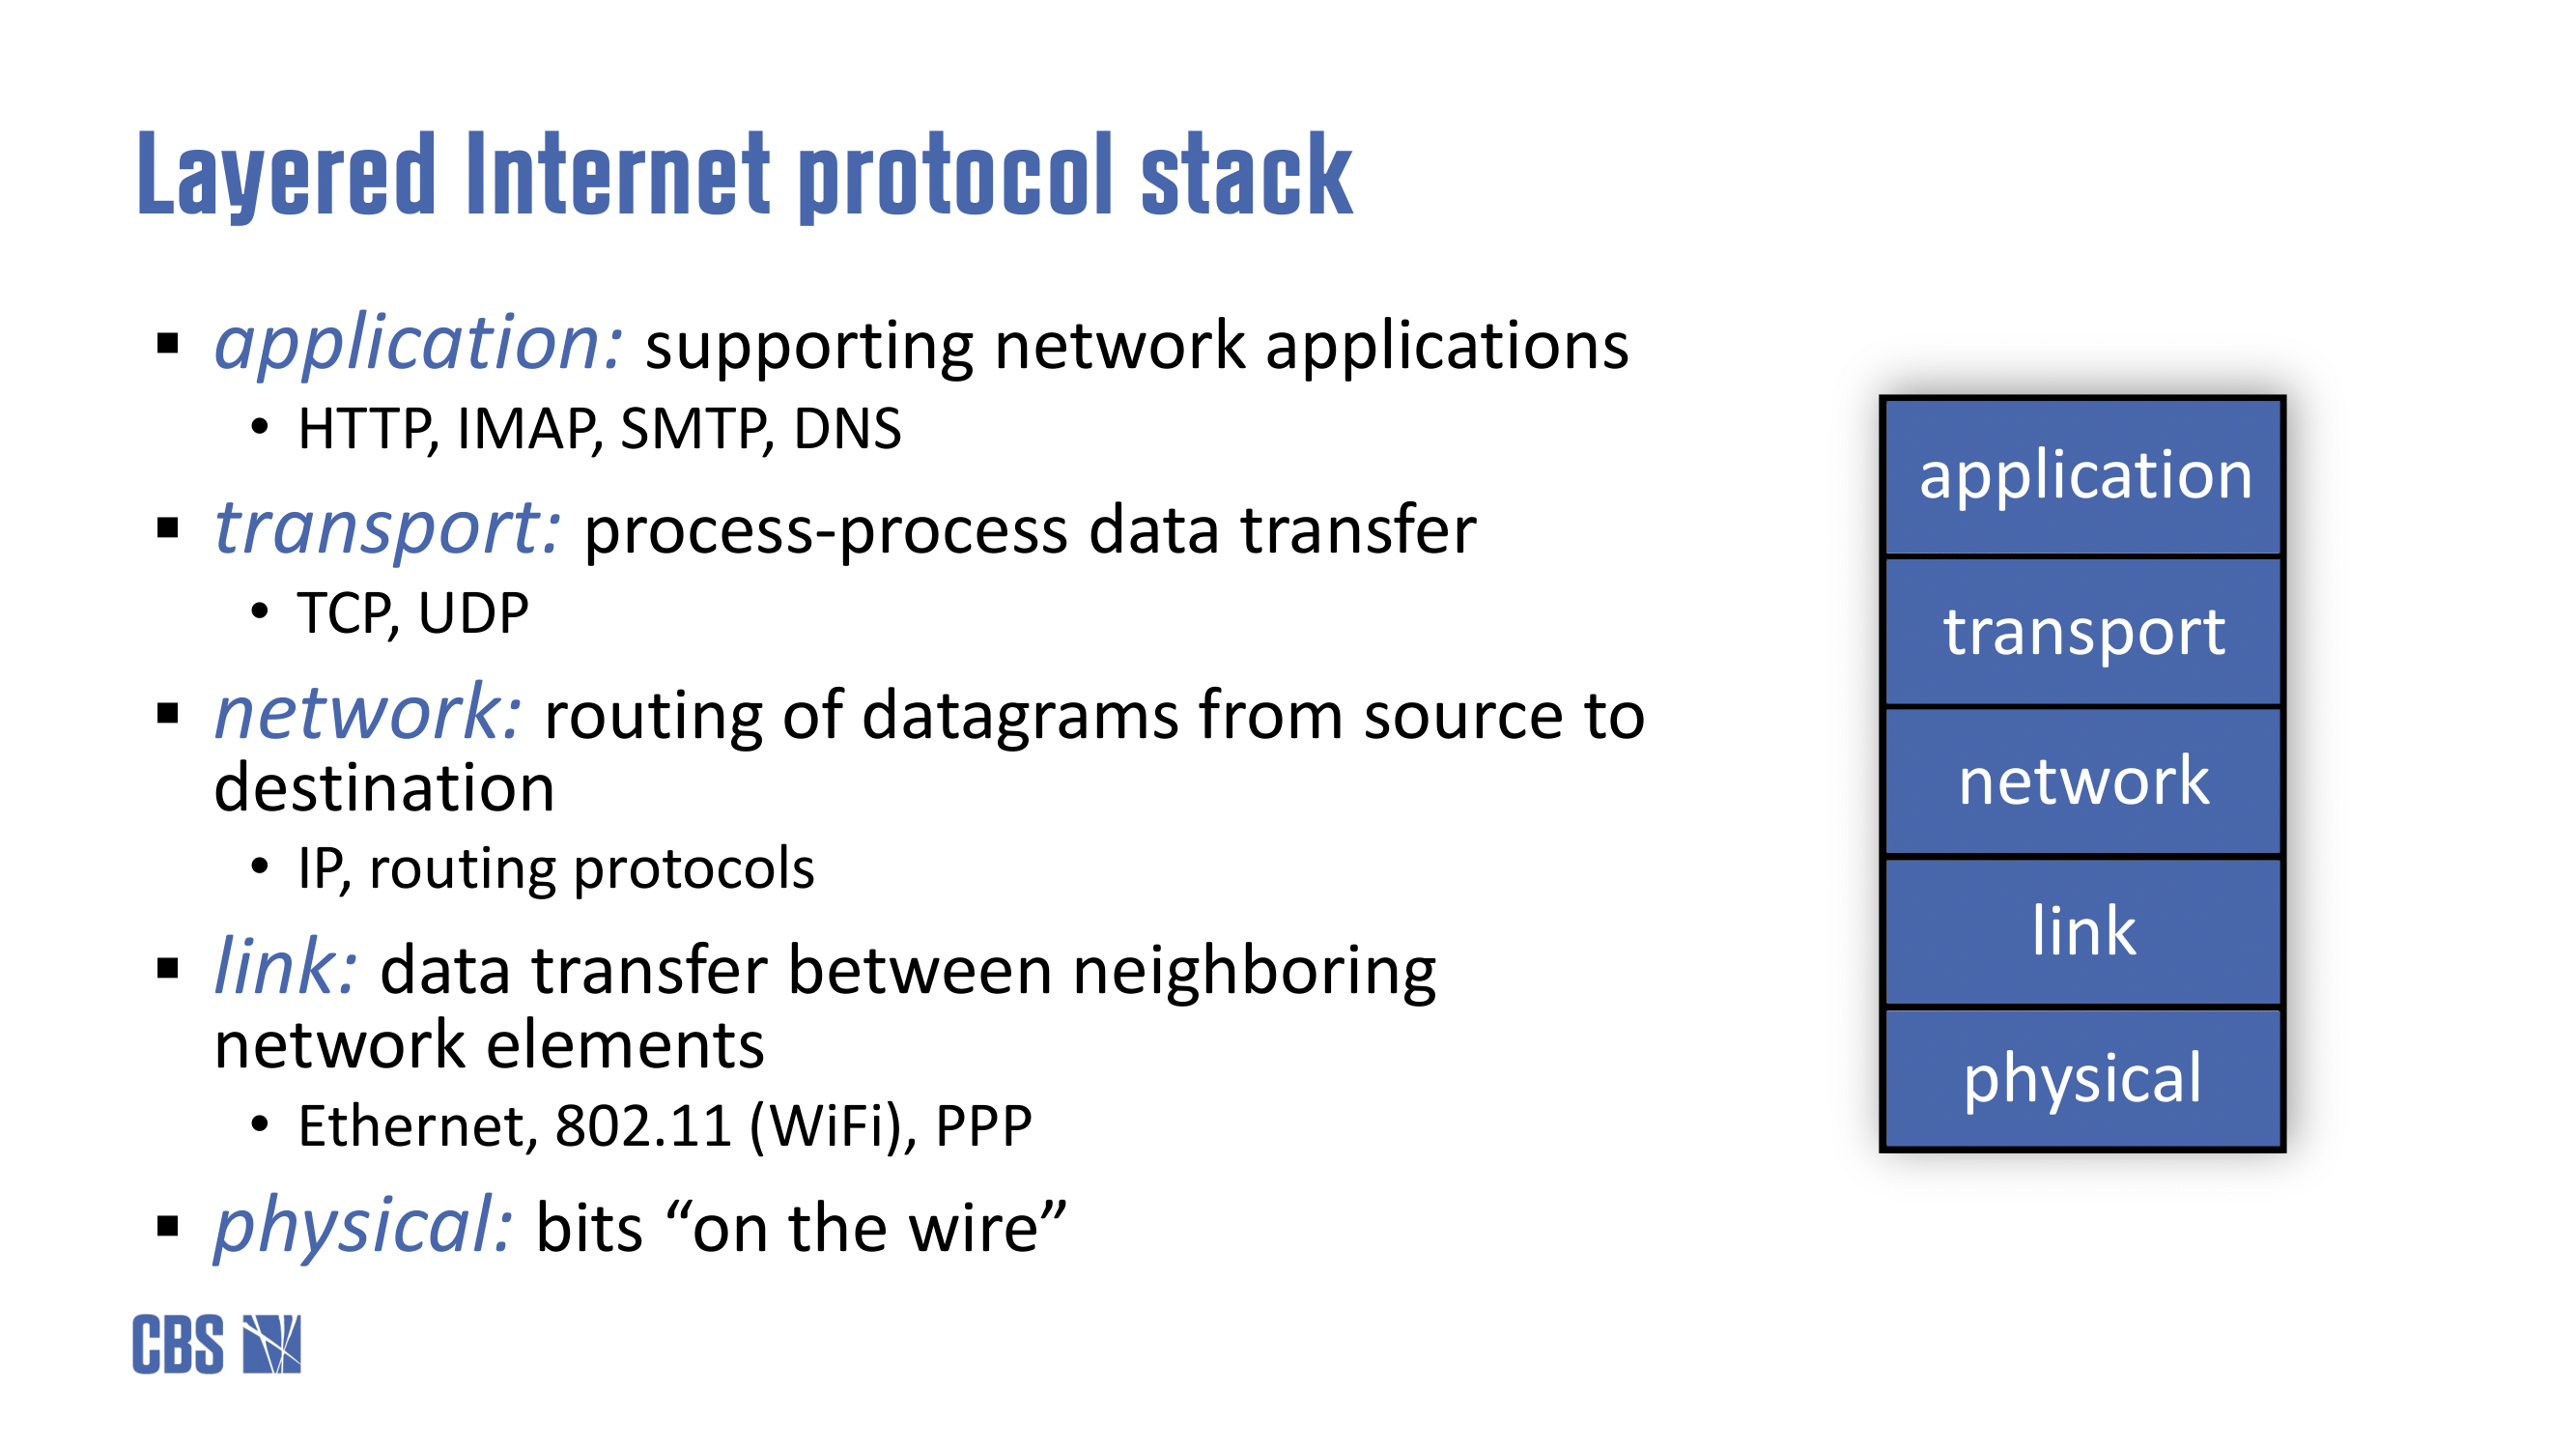 Layered Internet protocol stack
▪ application: supporting network applications
• HTTP, IMAP, SMTP, DNS
▪ transport: process-process data transfer
• TCP, UDP
▪ network: routing of datagrams from source to
destination
• IP, routing protocols
▪ link: data transfer between neighboring
network elements
• Ethernet, 802.11 (WiFi), PPP
▪ physical: bits “on the wire”
application
transport
network
link
physical
CBS